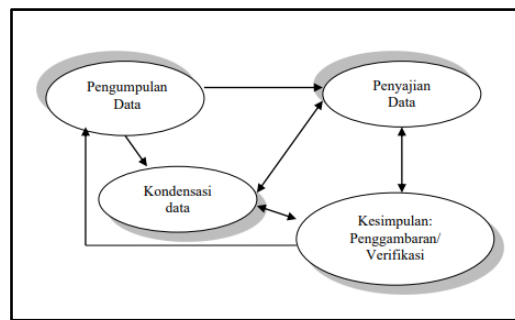 Pengumpulan
Data
Penyajian
Data
Kondensasi
data
Kesimpulan:
Penggambaran/
Verifikasi